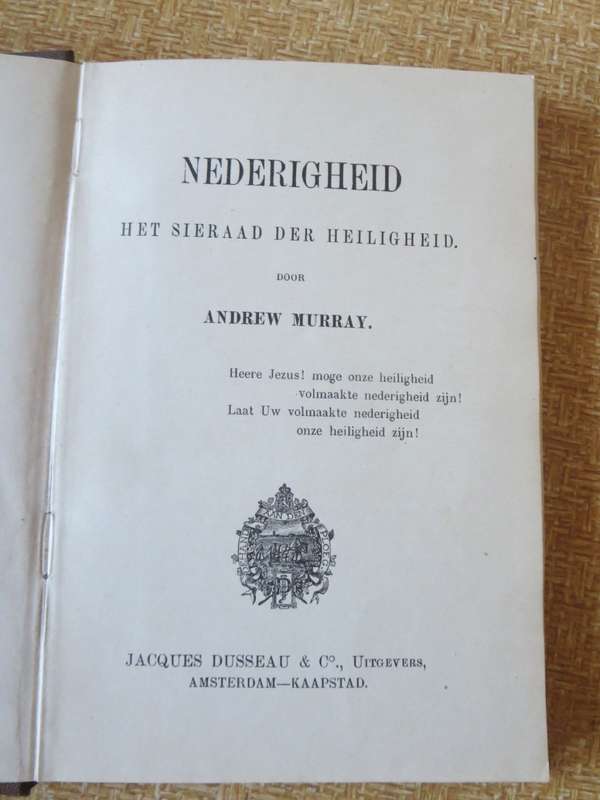 NEDERIGHEID
HET SIERAAD DER HEILIGHEID.
DOOR
ANDREW MURRAY.
Heere Jezus! moge onze heiligheid
volmaakte nederigheid zijn!
Laat Uw volmaakte nederigheid
onze heiligheid zijn!
JACQUES DUSSEAU & Cº., UITGEVERS,
AMSTERDAM—KAAPSTAD.